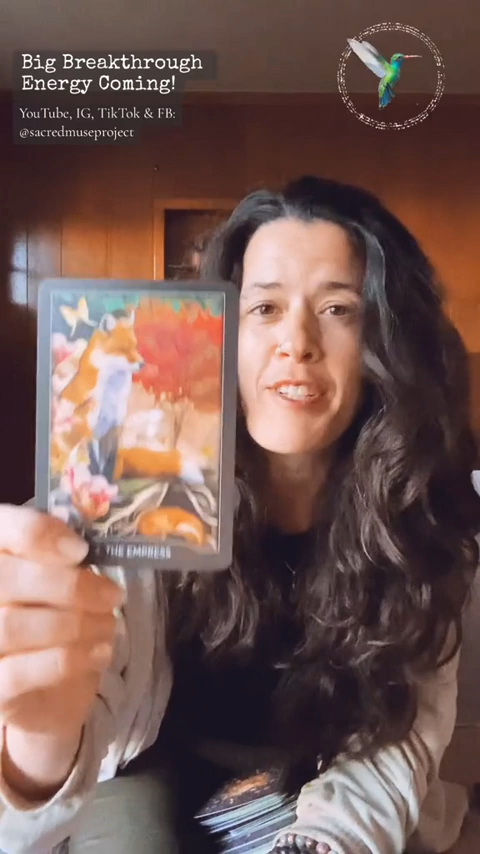 Big Breakthrough
Energy Coming!
YouTube, IG, TikTok & FB:
@sacredmuseproject
THE EMPRESS